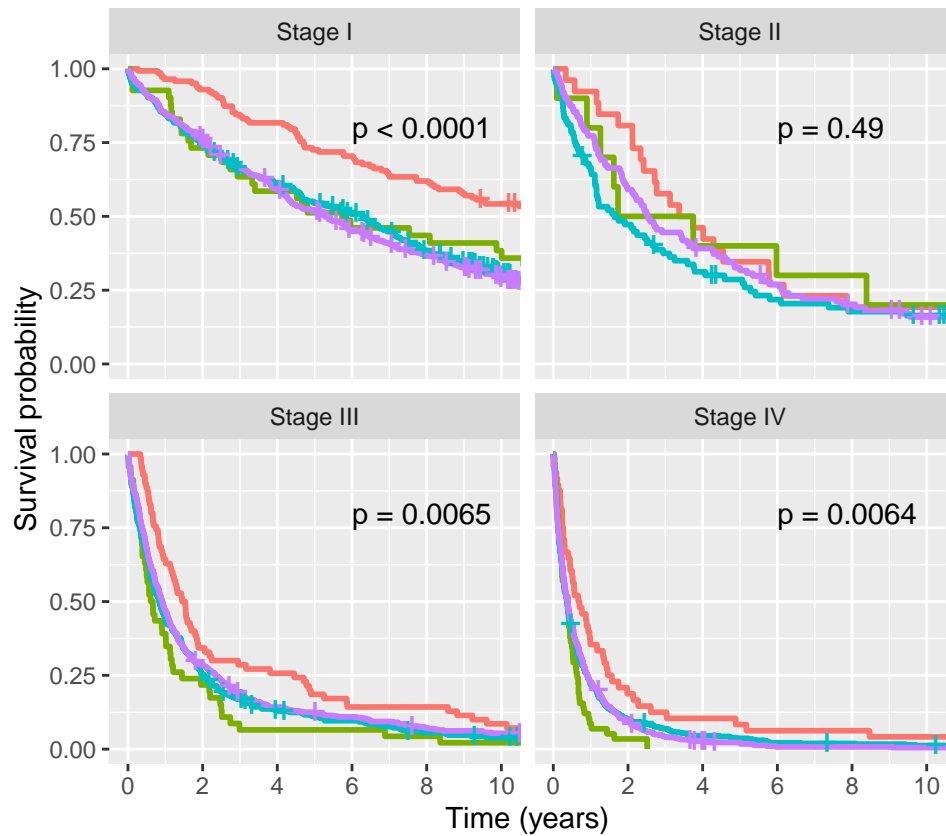 Stage I
Stage II
1.00
0.75
0.50
0.25
0.00
p < 0.0001
p = 0.49
Stage III
Stage IV
1.00
0.75
0.50
0.25
0.00
p = 0.0065
p = 0.0064
0 2 4 6 8 10
0 2 4 6 8 10
Time (years)
Survival probability